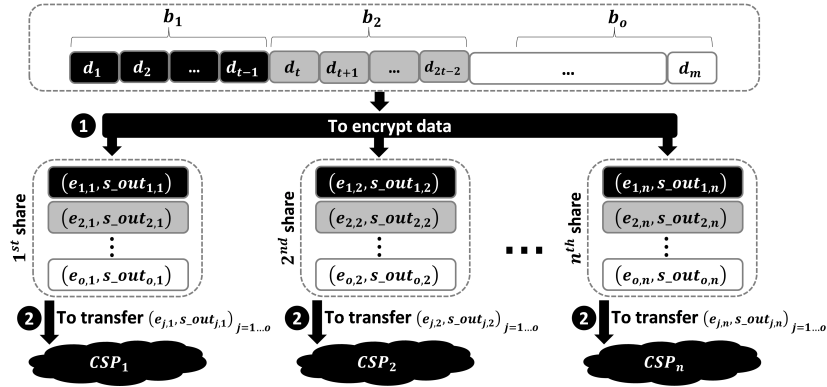 b₁ b₂ bₒ
d₁ d₂ ... dₜ₋₁ dₜ dₜ₊₁ ... d₂ₜ₋₂ ... dₘ
1 To encrypt data
1ˢᵗ share
(e₁,₁, s_out₁,₁)
(e₂,₁, s_out₂,₁)
⋮
(eₒ,₁, s_outₒ,₁)
2ⁿᵈ share
(e₁,₂, s_out₁,₂)
(e₂,₂, s_out₂,₂)
⋮
(eₒ,₂, s_outₒ,₂)
...
nᵗʰ share
(e₁,ₙ, s_out₁,ₙ)
(e₂,ₙ, s_out₂,ₙ)
⋮
(eₒ,ₙ, s_outₒ,ₙ)
2 To transfer (eⱼ,₁, s_outⱼ,₁)ⱼ₌₁…ₒ
2 To transfer (eⱼ,₂, s_outⱼ,₂)ⱼ₌₁…ₒ
2 To transfer (eⱼ,ₙ, s_outⱼ,ₙ)ⱼ₌₁…ₒ
CSP₁
CSP₂
CSPₙ